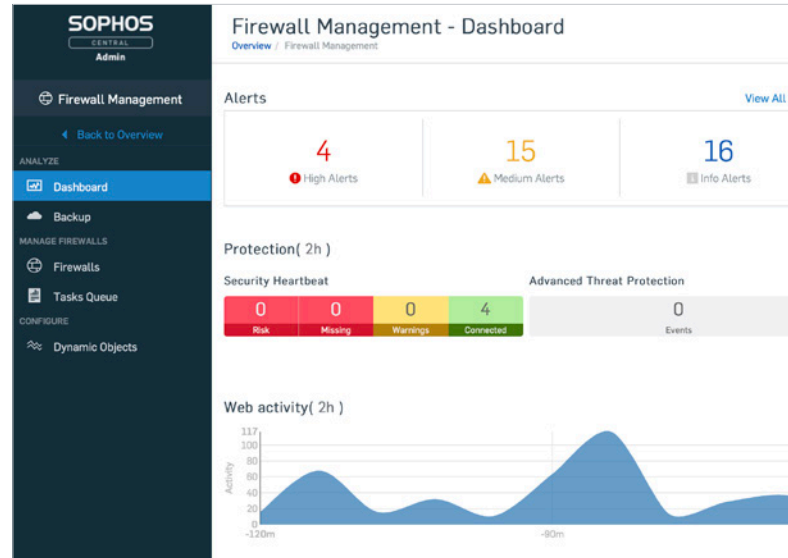 SOPHOS
CENTRAL
Admin
Firewall Management
Back to Overview
ANALYZE
Dashboard
Backup
MANAGE FIREWALLS
Firewalls
Tasks Queue
CONFIGURE
Dynamic Objects
Firewall Management - Dashboard
Overview / Firewall Management
Alerts
View All
4
High Alerts
15
Medium Alerts
16
Info Alerts
Protection( 2h )
Security Heartbeat
Advanced Threat Protection
0 0 0 4
Risk Missing Warnings Connected
0
Events
Web activity( 2h )
Activity
117
100
80
60
40
20
0
-120m
-90m